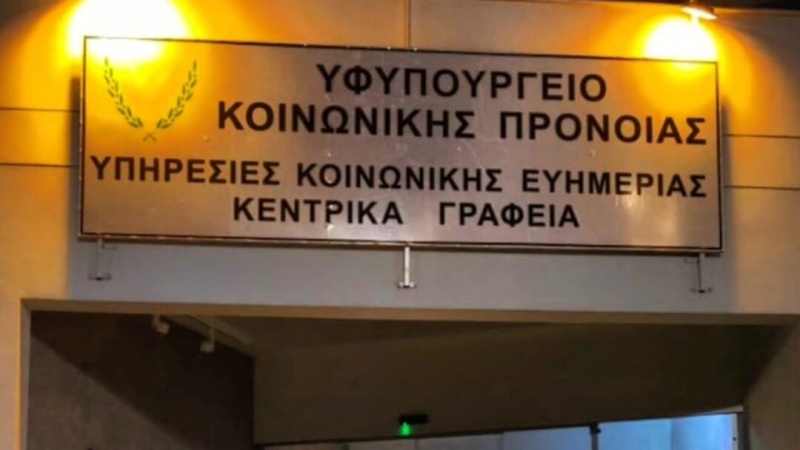 ΥΦΥΠΟΥΡΓΕΙΟ
ΚΟΙΝΩΝΙΚΗΣ ΠΡΟΝΟΙΑΣ
ΥΠΗΡΕΣΙΕΣ ΚΟΙΝΩΝΙΚΗΣ ΕΥΗΜΕΡΙΑΣ
ΚΕΝΤΡΙΚΑ ΓΡΑΦΕΙΑ